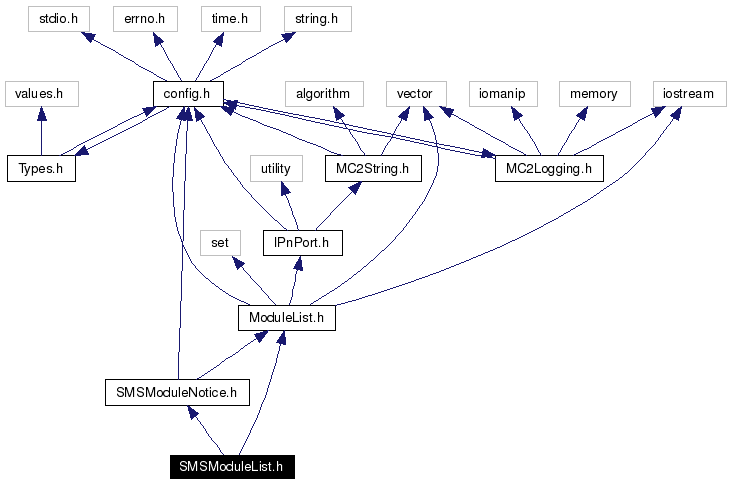 stdio.h
errno.h
time.h
string.h
values.h
config.h
algorithm
vector
iomanip
memory
iostream
Types.h
utility
MC2String.h
MC2Logging.h
set
IPnPort.h
ModuleList.h
SMSModuleNotice.h
SMSModuleList.h